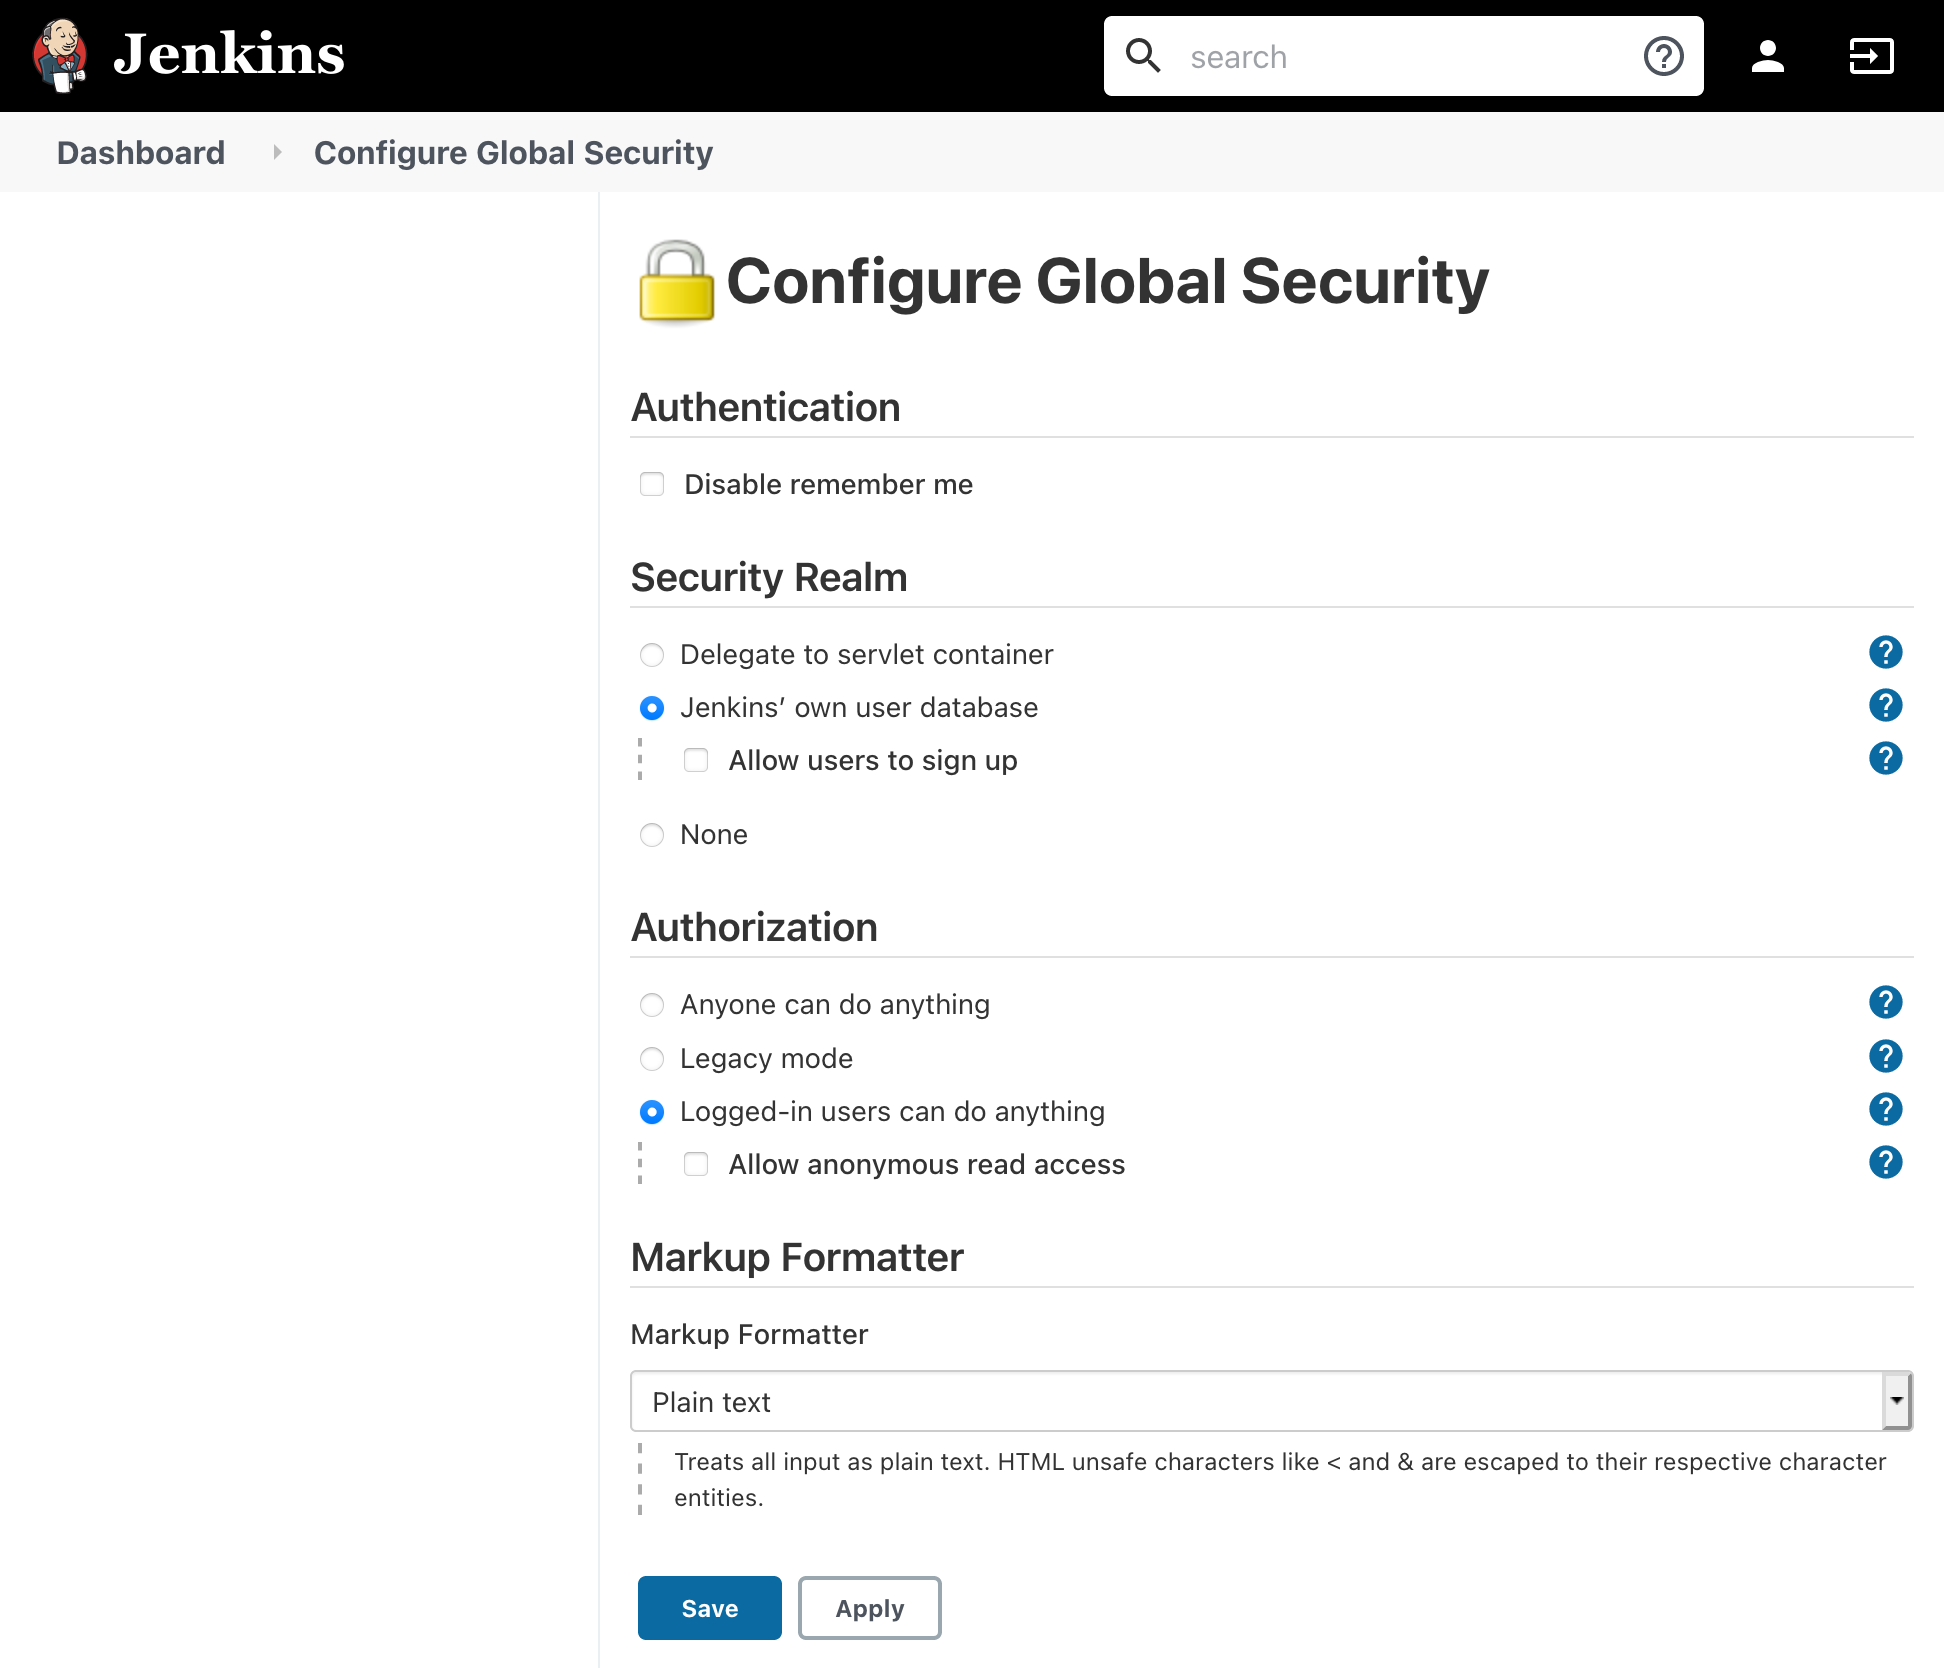 Jenkins
search
Dashboard
Configure Global Security
Configure Global Security
Authentication
Disable remember me
Security Realm
Delegate to servlet container
Jenkins’ own user database
Allow users to sign up
None
Authorization
Anyone can do anything
Legacy mode
Logged-in users can do anything
Allow anonymous read access
Markup Formatter
Markup Formatter
Plain text
Treats all input as plain text. HTML unsafe characters like < and & are escaped to their respective character
entities.
Save
Apply